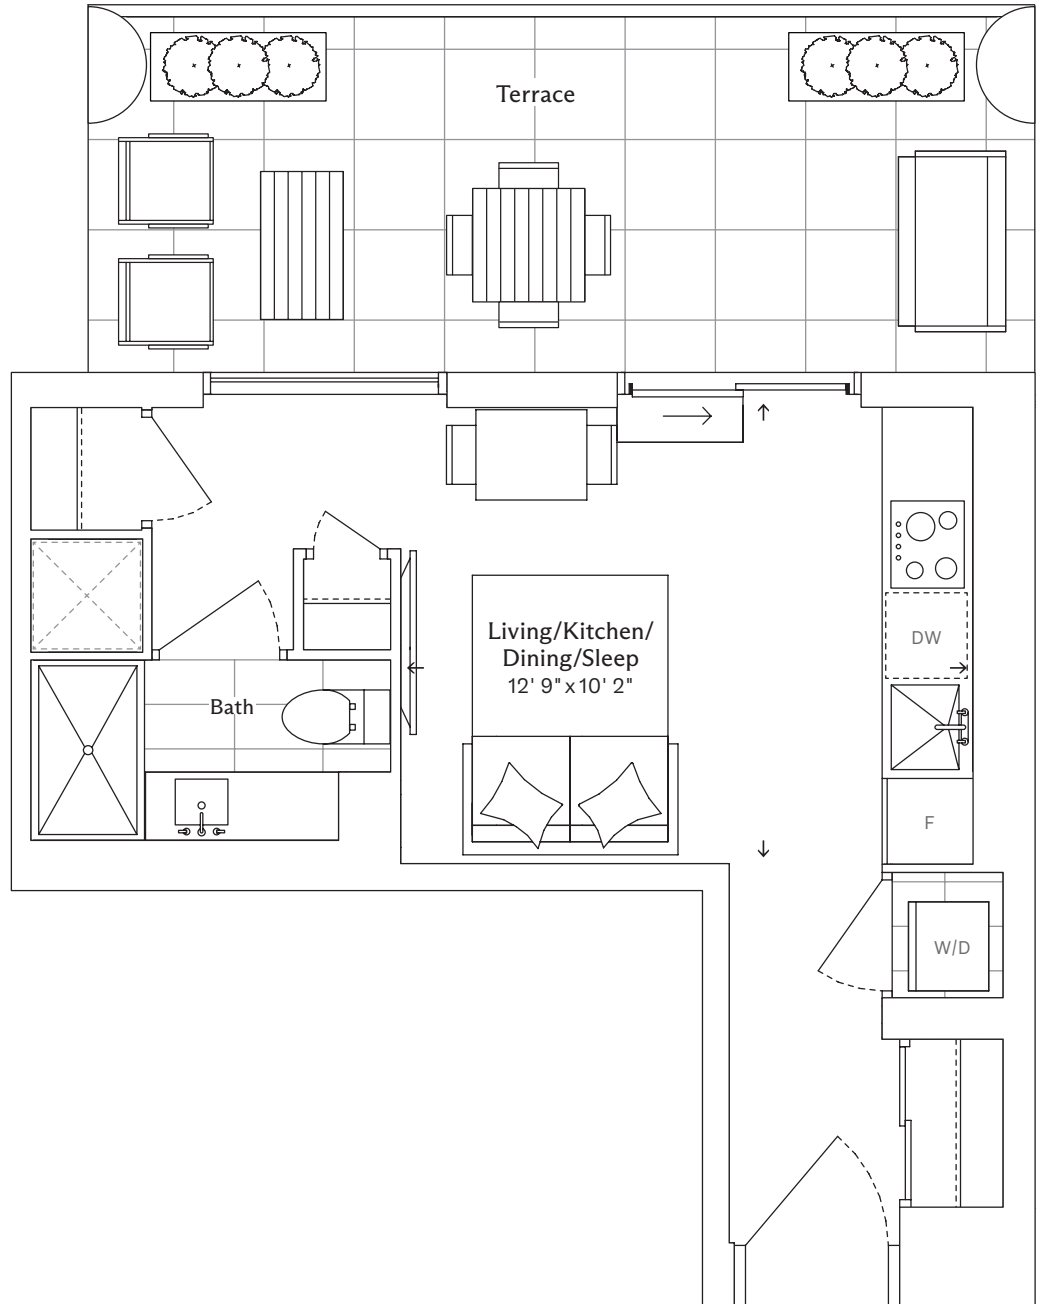 Terrace
Living/Kitchen/
Dining/Sleep
12' 9" x 10' 2"
DW
Bath
F
W/D